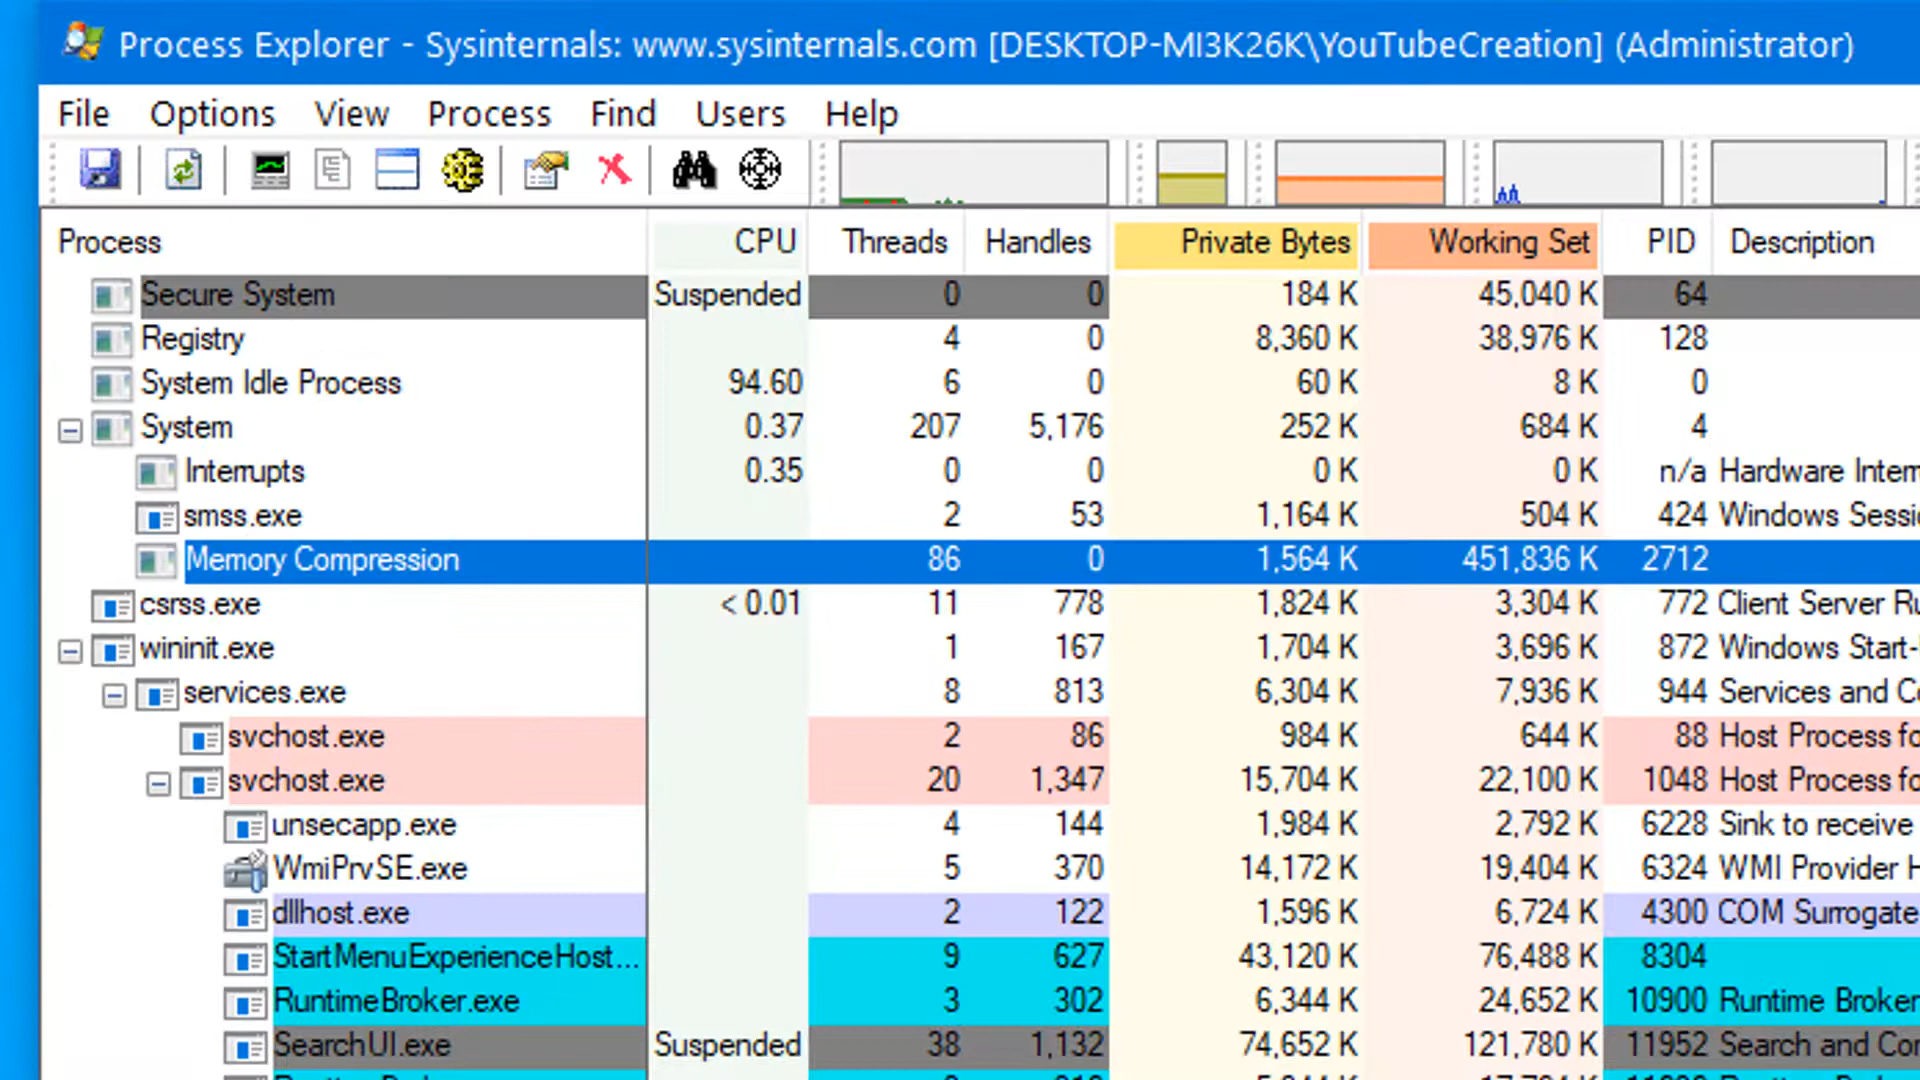 Process Explorer - Sysinternals: www.sysinternals.com [DESKTOP-MI3K26K\YouTubeCreation] (Administrator)
File Options View Process Find Users Help
Process CPU Threads Handles Private Bytes Working Set PID Description
Secure System Suspended 0 0 184 K 45,040 K 64
Registry 4 0 8,360 K 38,976 K 128
System Idle Process 94.60 6 0 60 K 8 K 0
System 0.37 207 5,176 252 K 684 K 4
Interrupts 0.35 0 0 0 K 0 K n/a Hardware Interr
smss.exe 2 53 1,164 K 504 K 424 Windows Sessi
Memory Compression 86 0 1,564 K 451,836 K 2712
csrss.exe < 0.01 11 778 1,824 K 3,304 K 772 Client Server Ru
wininit.exe 1 167 1,704 K 3,696 K 872 Windows Start-
services.exe 8 813 6,304 K 7,936 K 944 Services and Co
svchost.exe 2 86 984 K 644 K 88 Host Process fo
svchost.exe 20 1,347 15,704 K 22,100 K 1048 Host Process fo
unsecapp.exe 4 144 1,984 K 2,792 K 6228 Sink to receive
WmiPrvSE.exe 5 370 14,172 K 19,404 K 6324 WMI Provider H
dllhost.exe 2 122 1,596 K 6,724 K 4300 COM Surrogate
StartMenuExperienceHost... 9 627 43,120 K 76,488 K 8304
RuntimeBroker.exe 3 302 6,344 K 24,652 K 10900 Runtime Broker
SearchUI.exe Suspended 38 1,132 74,652 K 121,780 K 11952 Search and Cor